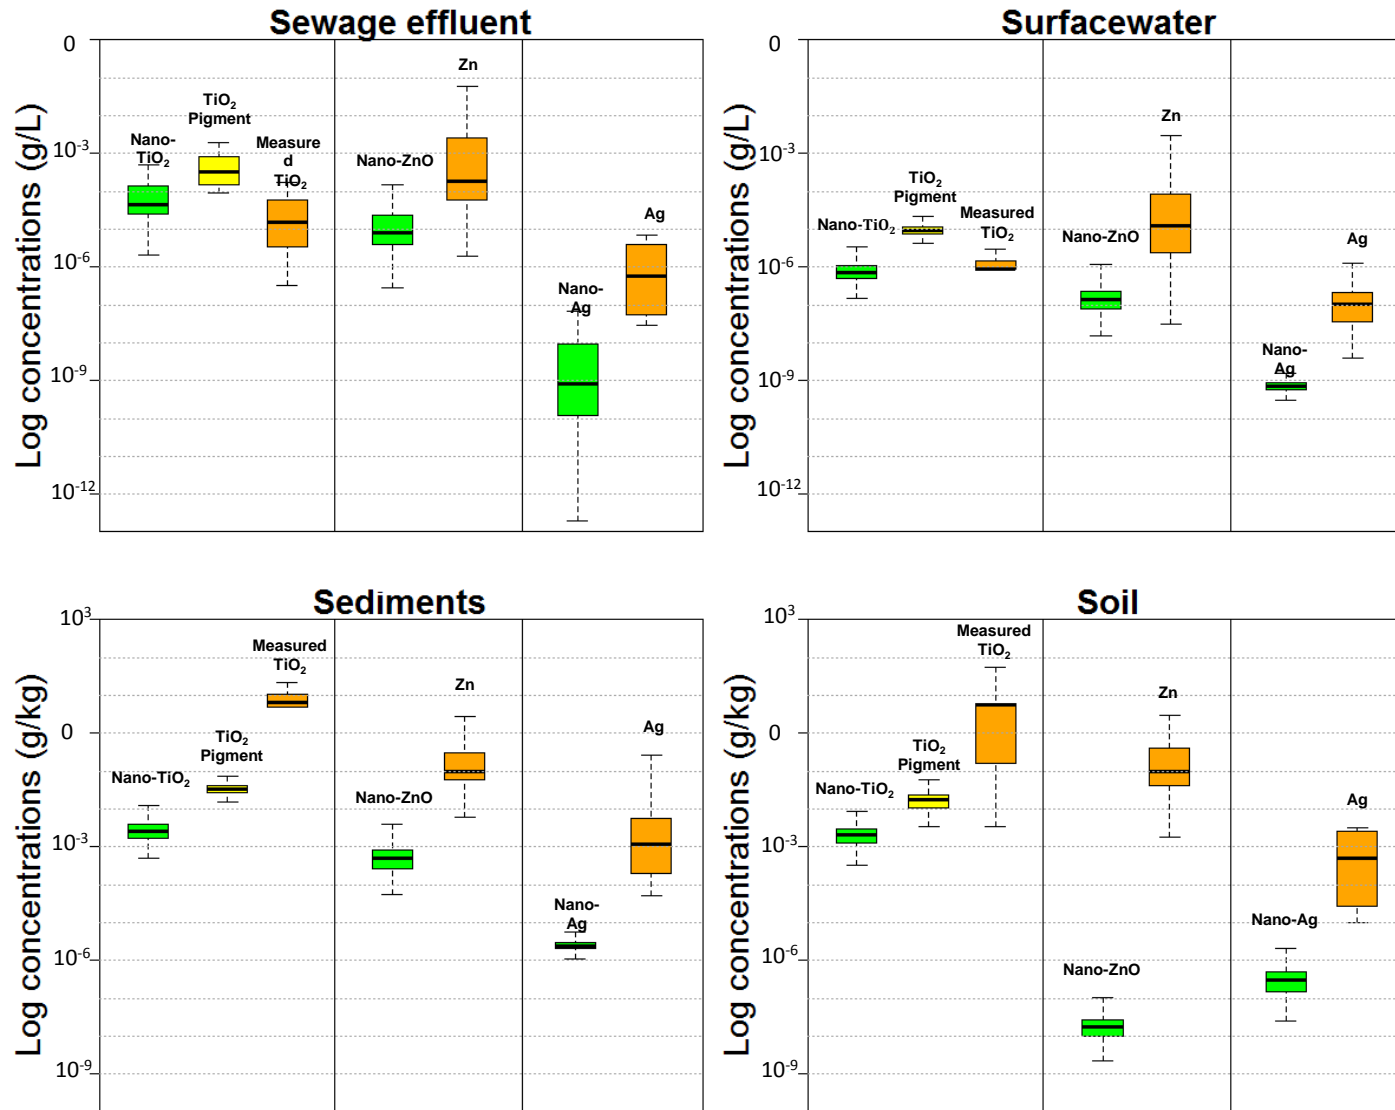 Sewage effluent
Log concentrations (g/L)
0
10-3
10-6
10-9
10-12
Nano-
TiO2
TiO2
Pigment
Measure
d
TiO2
Nano-ZnO
Zn
Nano-
Ag
Ag
Surfacewater
Log concentrations (g/L)
0
10-3
10-6
10-9
10-12
Nano-TiO2
TiO2
Pigment
Measured
TiO2
Nano-ZnO
Zn
Nano-
Ag
Ag
Sediments
Log concentrations (g/kg)
103
0
10-3
10-6
10-9
Nano-TiO2
TiO2
Pigment
Measured
TiO2
Nano-ZnO
Zn
Nano-
Ag
Ag
Soil
Log concentrations (g/kg)
103
0
10-3
10-6
10-9
Nano-TiO2
TiO2
Pigment
Measured
TiO2
Nano-ZnO
Zn
Nano-Ag
Ag